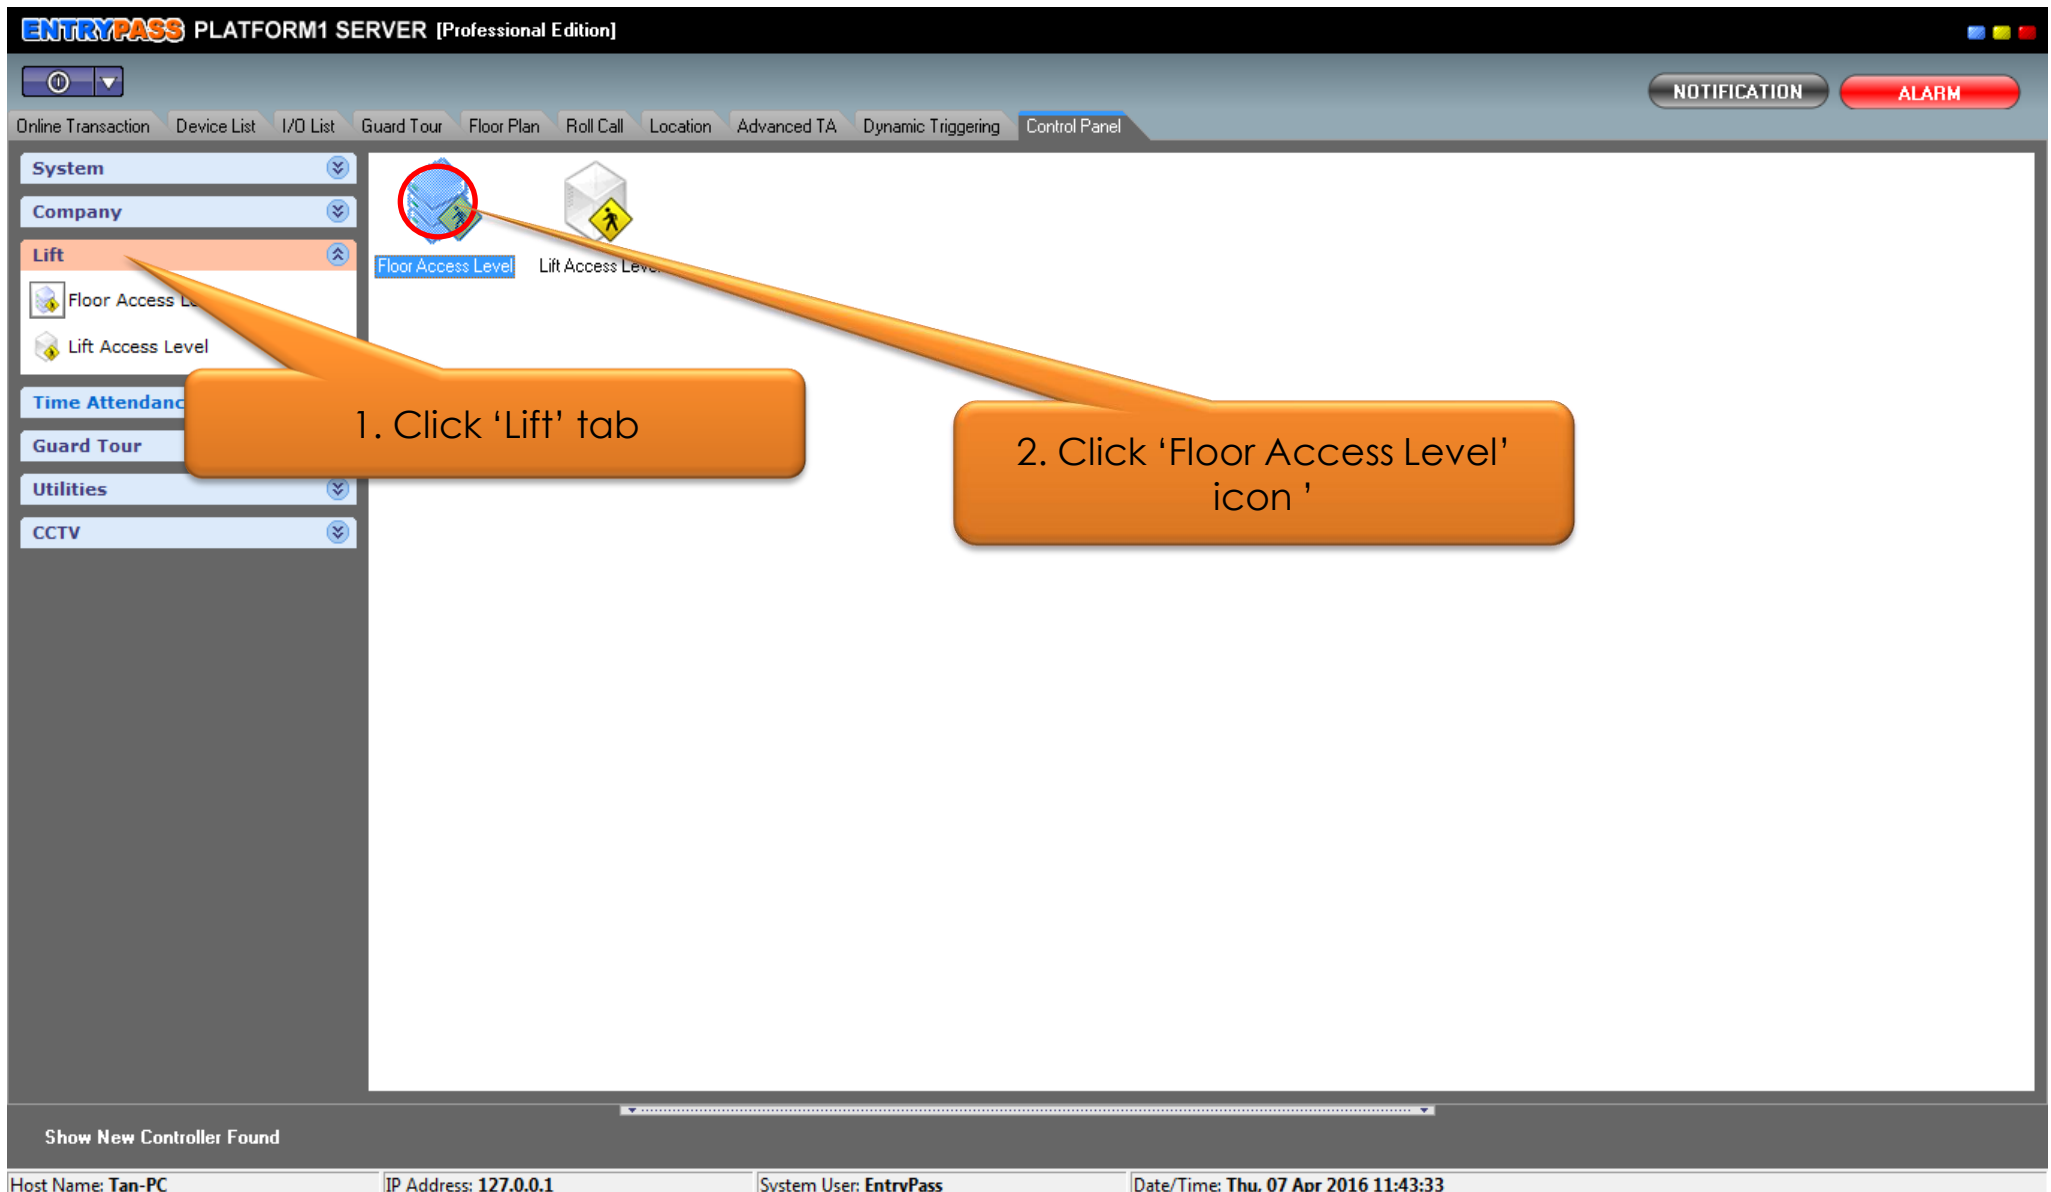 ENTRYPASS PLATFORM1 SERVER [Professional Edition]
NOTIFICATION ALARM
Online Transaction Device List I/O List Guard Tour Floor Plan Roll Call Location Advanced TA Dynamic Triggering Control Panel
System
Company
Lift
Floor Access
Lift Access Level
Time Attendanc
Guard Tour
Utilities
CCTV
Floor Access Level Lift Access Level
1. Click ‘Lift’ tab
2. Click ‘Floor Access Level’
icon ’
Show New Controller Found
Host Name: Tan-PC IP Address: 127.0.0.1 System User: EntryPass Date/Time: Thu, 07 Apr 2016 11:43:33